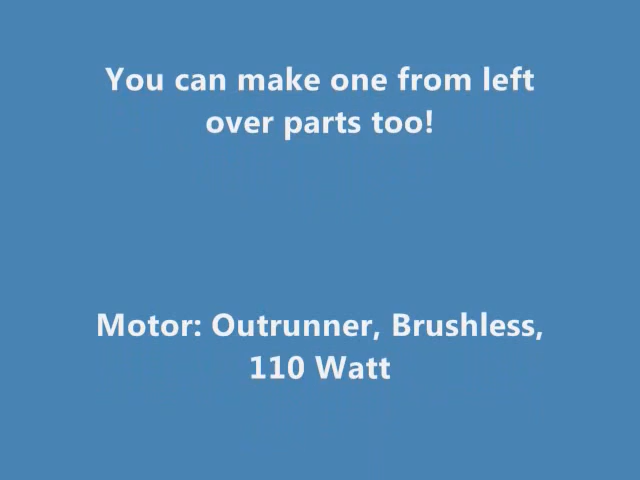 You can make one from left
over parts too!
Motor: Outrunner, Brushless,
110 Watt